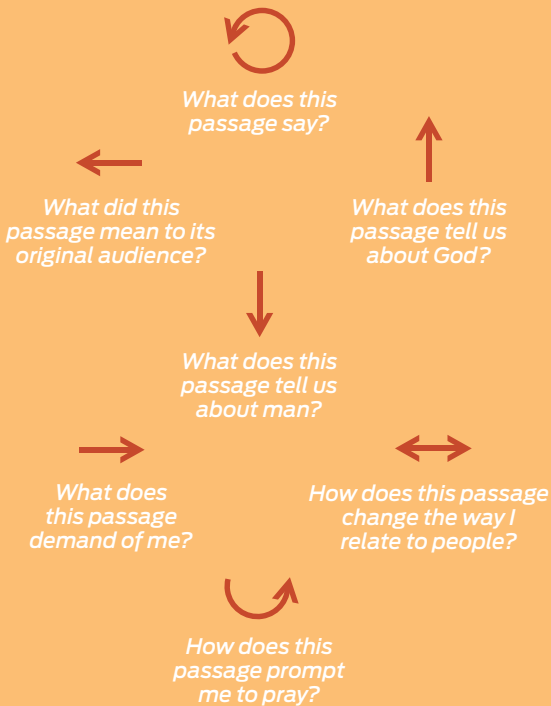 What does this
passage say?
What did this
passage mean to its
original audience?
What does this
passage tell us
about God?
What does this
passage tell us
about man?
What does
this passage
demand of me?
How does this passage
change the way I
relate to people?
How does this
passage prompt
me to pray?